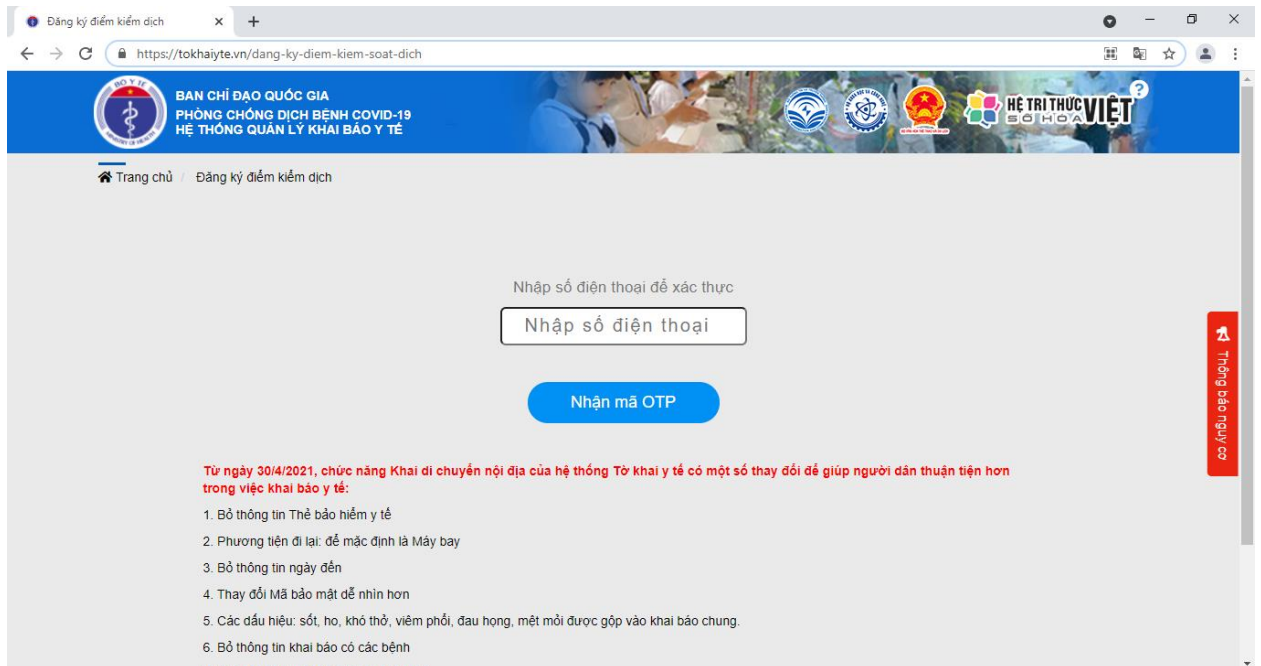 Đăng ký điểm kiểm dịch
https://tokhaiyte.vn/dang-ky-diem-kiem-soat-dich
BỘ Y TẾ
MINISTRY OF HEALTH
BAN CHỈ ĐẠO QUỐC GIA
PHÒNG CHỐNG DỊCH BỆNH COVID-19
HỆ THỐNG QUẢN LÝ KHAI BÁO Y TẾ
HỆ TRI THỨC VIỆT
SỐ HÓA
?
Trang chủ / Đăng ký điểm kiểm dịch
Nhập số điện thoại để xác thực
Nhập số điện thoại
Nhận mã OTP
Thông báo nguy cơ
Từ ngày 30/4/2021, chức năng Khai di chuyển nội địa của hệ thống Tờ khai y tế có một số thay đổi để giúp người dân thuận tiện hơn
trong việc khai báo y tế:
1. Bỏ thông tin Thẻ bảo hiểm y tế
2. Phương tiện đi lại: để mặc định là Máy bay
3. Bỏ thông tin ngày đến
4. Thay đổi Mã bảo mật dễ nhìn hơn
5. Các dấu hiệu: sốt, ho, khó thở, viêm phổi, đau họng, mệt mỏi được gộp vào khai báo chung.
6. Bỏ thông tin khai báo có các bệnh